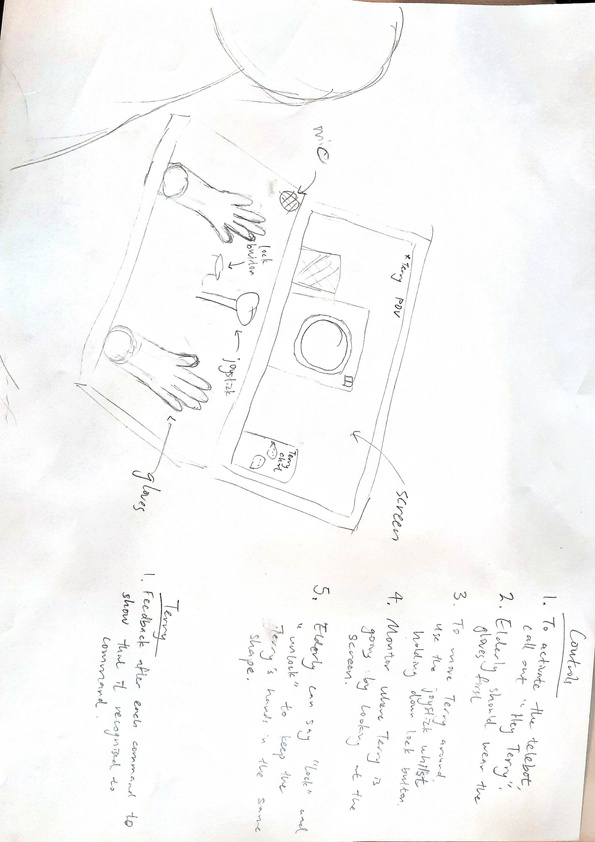 mic
lock
button
joystick
gloves
* Terry POV
Terry
screen
Controls
1. To activate the telebot,
call out "Hey Terry".
2. Elderly should wear the
gloves first
3. To move Terry around
use the joystick whilst
holding down lock button.
4. Monitor where Terry is
going by looking at the
screen.
5. Elderly can say "lock" and
"unlock" to keep the
Terry's hands in the same
shape.
Terry
1. Feedback after each command to
show that it recognized to
command.